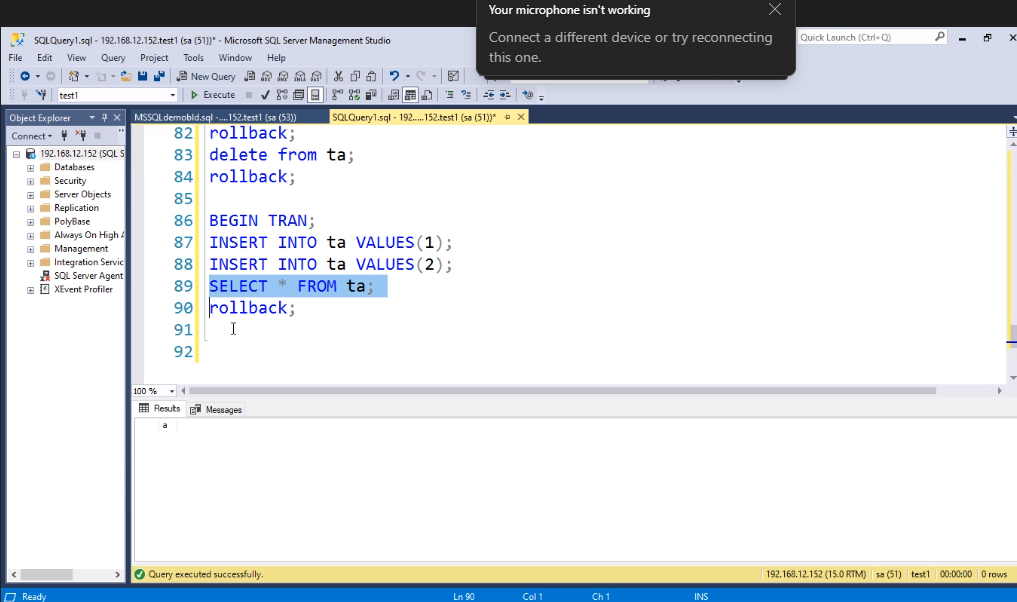 Your microphone isn't working
Connect a different device or try reconnecting
this one.
SQLQuery1.sql - 192.168.12.152.test1 (sa (51))* - Microsoft SQL Server Management Studio
Quick Launch (Ctrl+Q)
File Edit View Query Project Tools Window Help
New Query
test1 Execute
Object Explorer
MSSQLdemobld.sql -....152.test1 (sa (53))
SQLQuery1.sql - 192.....152.test1 (sa (51))*
Connect
192.168.12.152 (SQL S
Databases
Security
Server Objects
Replication
PolyBase
Always On High A
Management
Integration Servic
SQL Server Agent
XEvent Profiler
82 rollback;
83 delete from ta;
84 rollback;
85
86 BEGIN TRAN;
87 INSERT INTO ta VALUES(1);
88 INSERT INTO ta VALUES(2);
89 SELECT * FROM ta;
90 rollback;
91
92
100 %
Results Messages
a
Query executed successfully.
192.168.12.152 (15.0 RTM) sa (51) test1 00:00:00 0 rows
Ready Ln 90 Col 1 Ch 1 INS